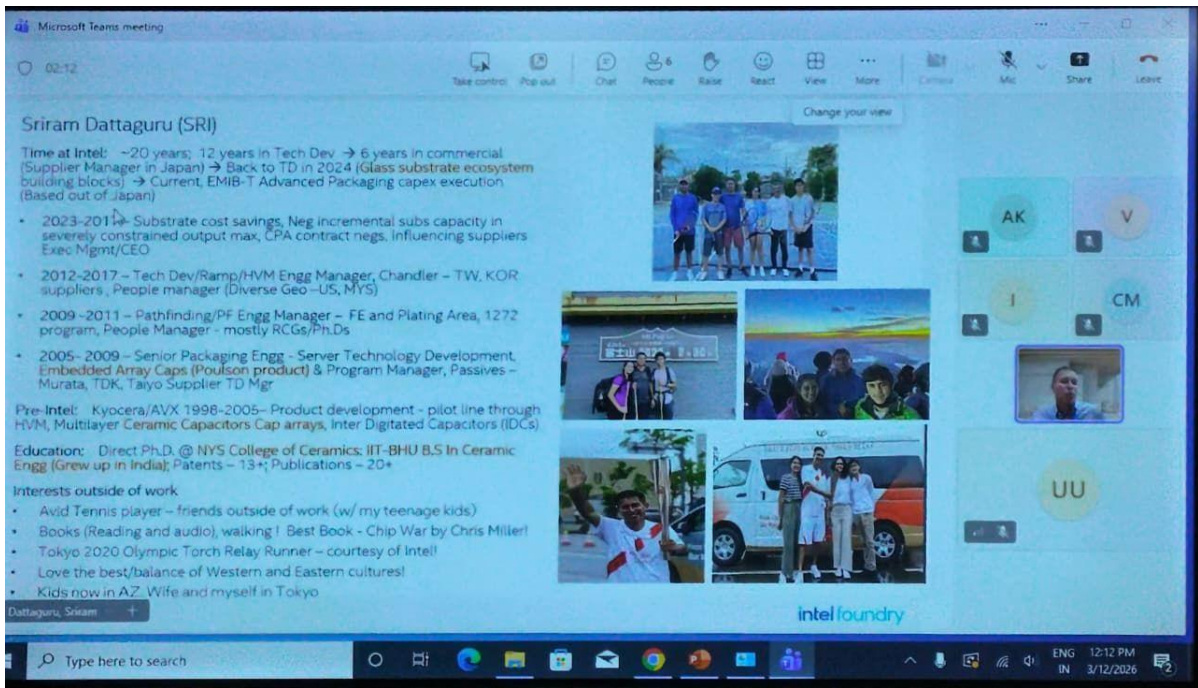 Microsoft Teams meeting
02:12
Take control
Pop out
Chat
People 6
Raise
React
View
More
Camera
Mic
Share
Leave
Change your view
Sriram Dattaguru (SRI)
Time at Intel: ~20 years; 12 years in Tech Dev → 6 years in commercial
(Supplier Manager in Japan) → Back to TD in 2024 (Glass substrate ecosystem
building blocks) → Current, EMIB-T Advanced Packaging capex execution
(Based out of Japan)
• 2023-201 – Substrate cost savings, Neg incremental subs capacity in
severely constrained output max, CPA contract negs, Influencing suppliers
Exec Mgmt/CEO
• 2012-2017 – Tech Dev/Ramp/HVM Engg Manager, Chandler – TW, KOR
suppliers , People manager (Diverse Geo –US, MYS)
• 2009 -2011 – Pathfinding/PF Engg Manager – FE and Plating Area, 1272
program, People Manager - mostly RCGs/Ph.Ds
• 2005- 2009 – Senior Packaging Engg - Server Technology Development,
Embedded Array Caps (Poulson product) & Program Manager, Passives –
Murata, TDK, Taiyo Supplier TD Mgr
Pre-Intel: Kyocera/AVX 1998-2005– Product development - pilot line through
HVM, Multilayer Ceramic Capacitors Cap arrays, Inter Digitated Capacitors (IDCs)
Education: Direct Ph.D. @ NYS College of Ceramics: IIT-BHU B.S In Ceramic
Engg (Grew up in India); Patents – 13+; Publications – 20+
Interests outside of work
• Avid Tennis player – friends outside of work (w/ my teenage kids)
• Books (Reading and audio), walking ! Best Book - Chip War by Chris Miller!
• Tokyo 2020 Olympic Torch Relay Runner – courtesy of Intel!
• Love the best/balance of Western and Eastern cultures!
• Kids now in AZ. Wife and myself in Tokyo
Dattaguru, Sriram
AK
V
I
CM
UU
intel foundry
Type here to search
ENG
IN
12:12 PM
3/12/2026
2